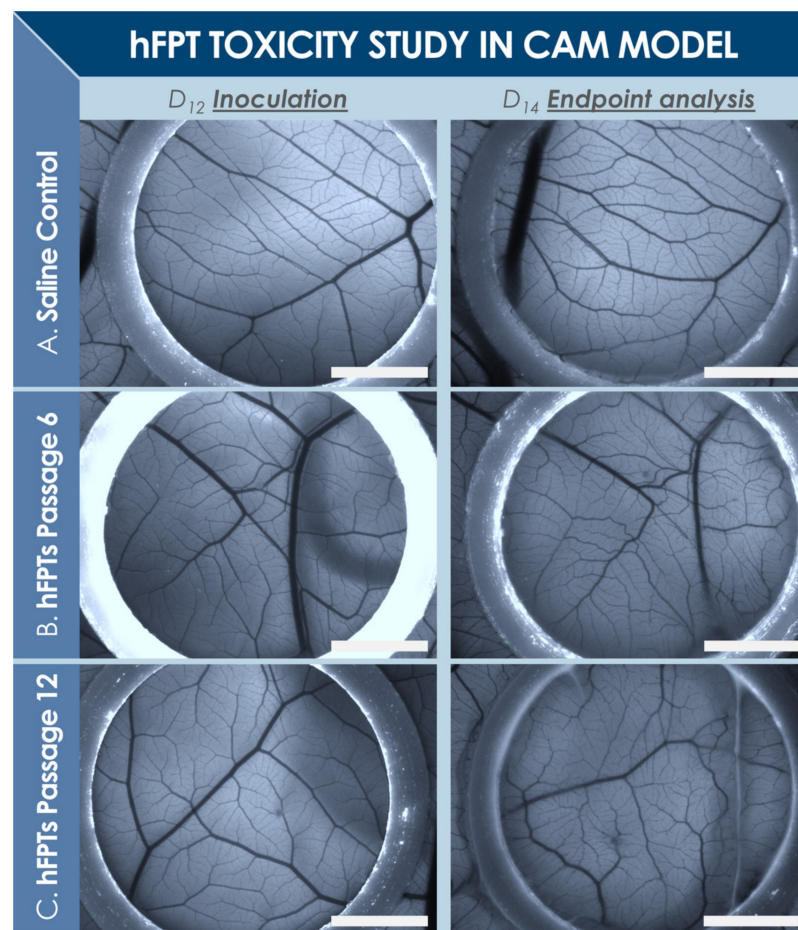 hFPT TOXICITY STUDY IN CAM MODEL
D12 Inoculation
D14 Endpoint analysis
A. Saline Control
B. hFPTs Passage 6
C. hFPTs Passage 12